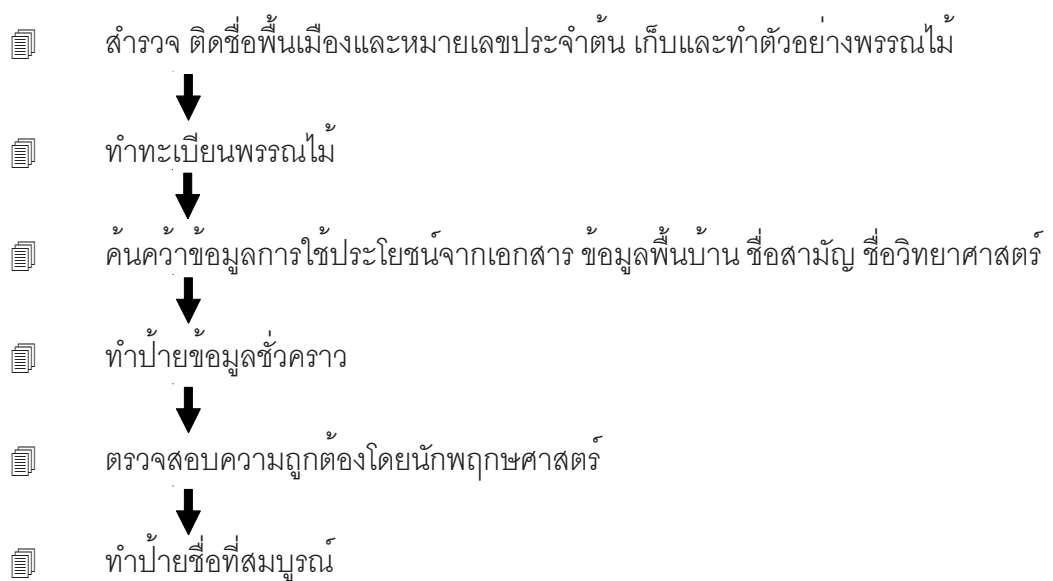 สำรวจ ติดชื่อพื้นเมืองและหมายเลขประจำต้น เก็บและทำตัวอย่างพรรณไม้
ทำทะเบียนพรรณไม้
ค้นคว้าข้อมูลการใช้ประโยชน์จากเอกสาร ข้อมูลพื้นบ้าน ชื่อสามัญ ชื่อวิทยาศาสตร์
ทำป้ายข้อมูลชั่วคราว
ตรวจสอบความถูกต้องโดยนักพฤกษศาสตร์
ทำป้ายชื่อที่สมบูรณ์